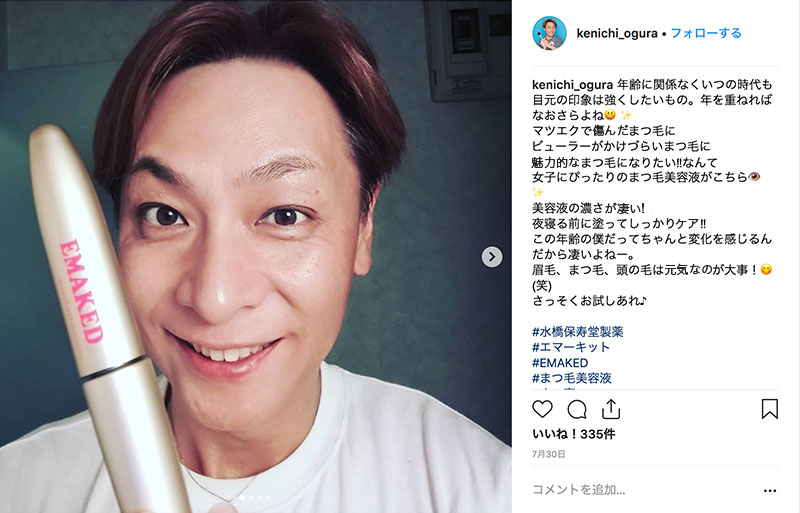 EMAKED
kenichi_ogura • フォローする
kenichi_ogura 年齢に関係なくいつの時代も
目元の印象は強くしたいもの。年を重ねれば
なおさらよね😀 ✨
マツエクで傷んだまつ毛に
ビューラーがかけづらいまつ毛に
魅力的なまつ毛になりたい‼なんて
女子にぴったりのまつ毛美容液がこちら👁
✨
美容液の濃さが凄い!
夜寝る前に塗ってしっかりケア‼
この年齢の僕だってちゃんと変化を感じるん
だから凄いよねー。
眉毛、まつ毛、頭の毛は元気なのが大事！😋
(笑)
さっそくお試しあれ♪
#水橋保寿堂製薬
#エマーキット
#EMAKED
#まつ毛美容液
いいね！335件
7月30日
コメントを追加...